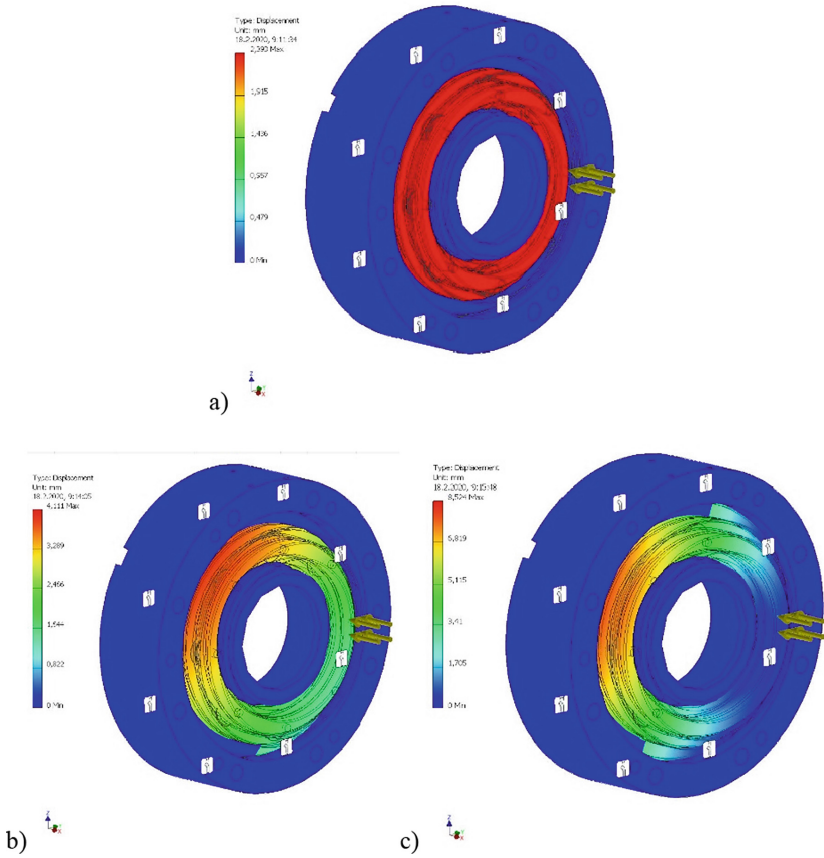 Type: Displacement
Unit: mm
18.2.2020, 9:11:34
2,393 Max
1,915
1,436
0,957
0,479
0 Min
Z
Y
X
a)
Type: Displacement
Unit: mm
18.2.2020, 9:14:05
4,111 Max
3,289
2,466
1,644
0,822
0 Min
Z
Y
X
b)
Type: Displacement
Unit: mm
18.2.2020, 9:15:48
8,524 Max
6,819
5,115
3,41
1,705
0 Min
Z
Y
X
c)